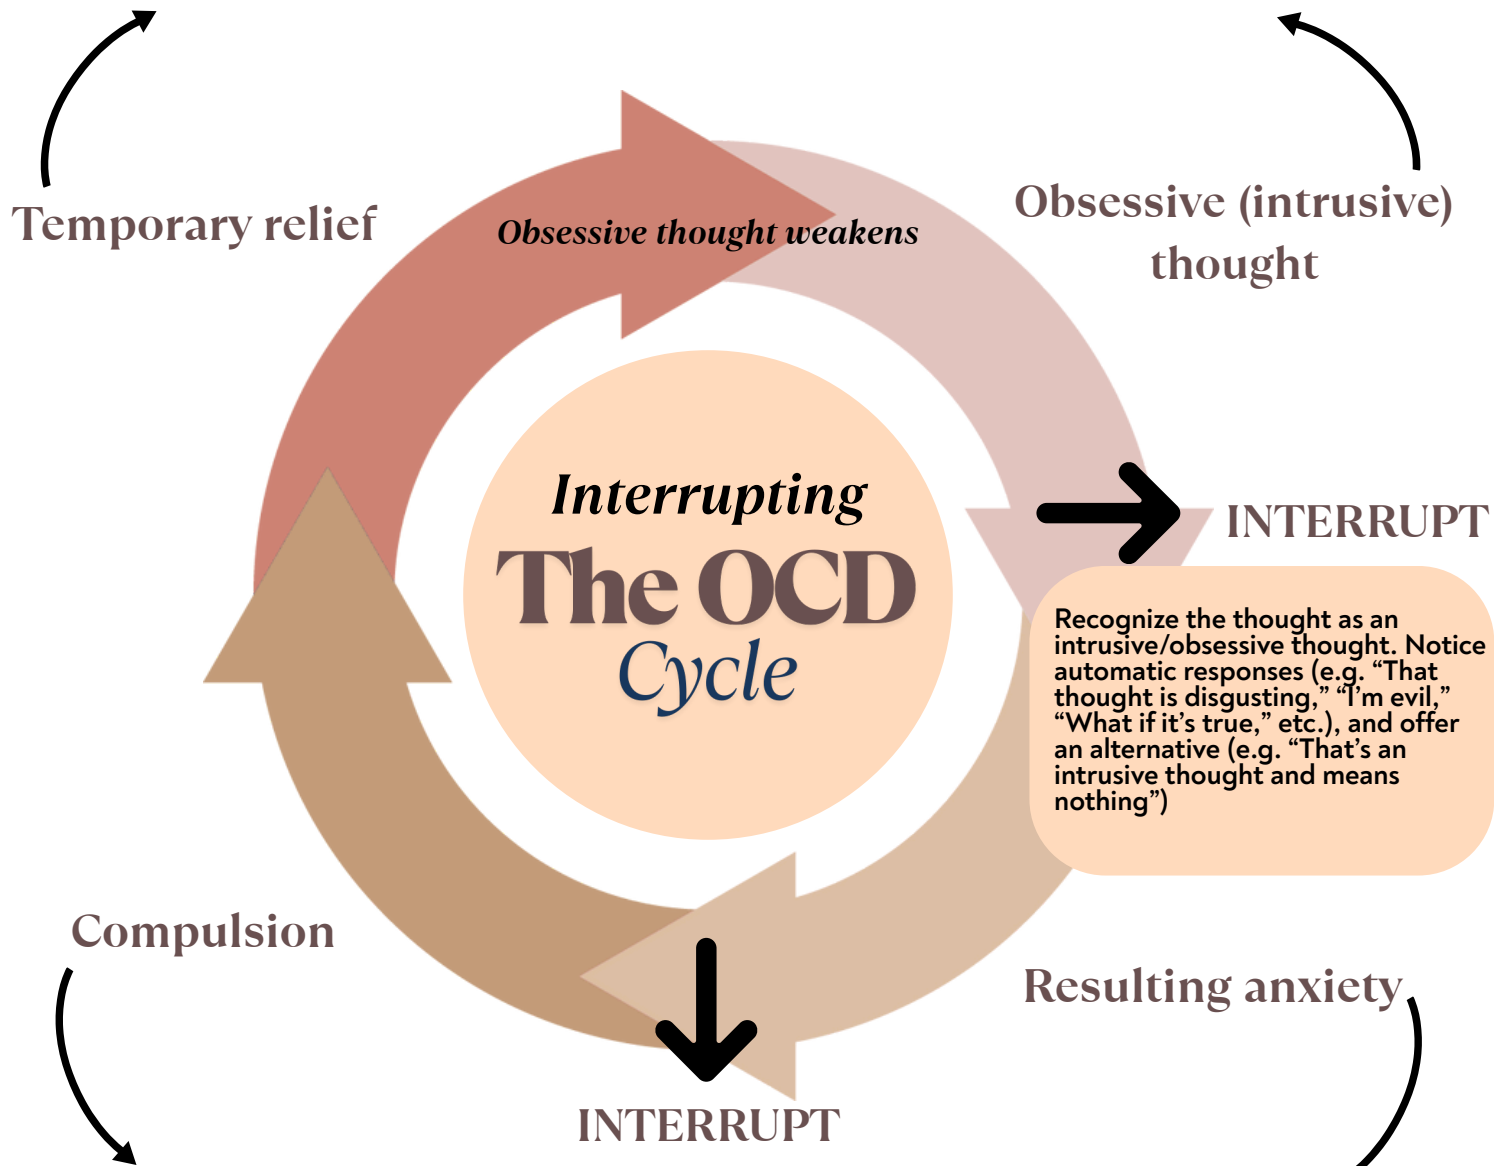 Temporary relief
Obsessive (intrusive)
thought
Obsessive thought weakens
Interrupting
The OCD
Cycle
INTERRUPT
Recognize the thought as an
intrusive/obsessive thought. Notice
automatic responses (e.g. “That
thought is disgusting,” “I’m evil,”
“What if it’s true,” etc.), and offer
an alternative (e.g. “That’s an
intrusive thought and means
nothing”)
Compulsion
Resulting anxiety
INTERRUPT